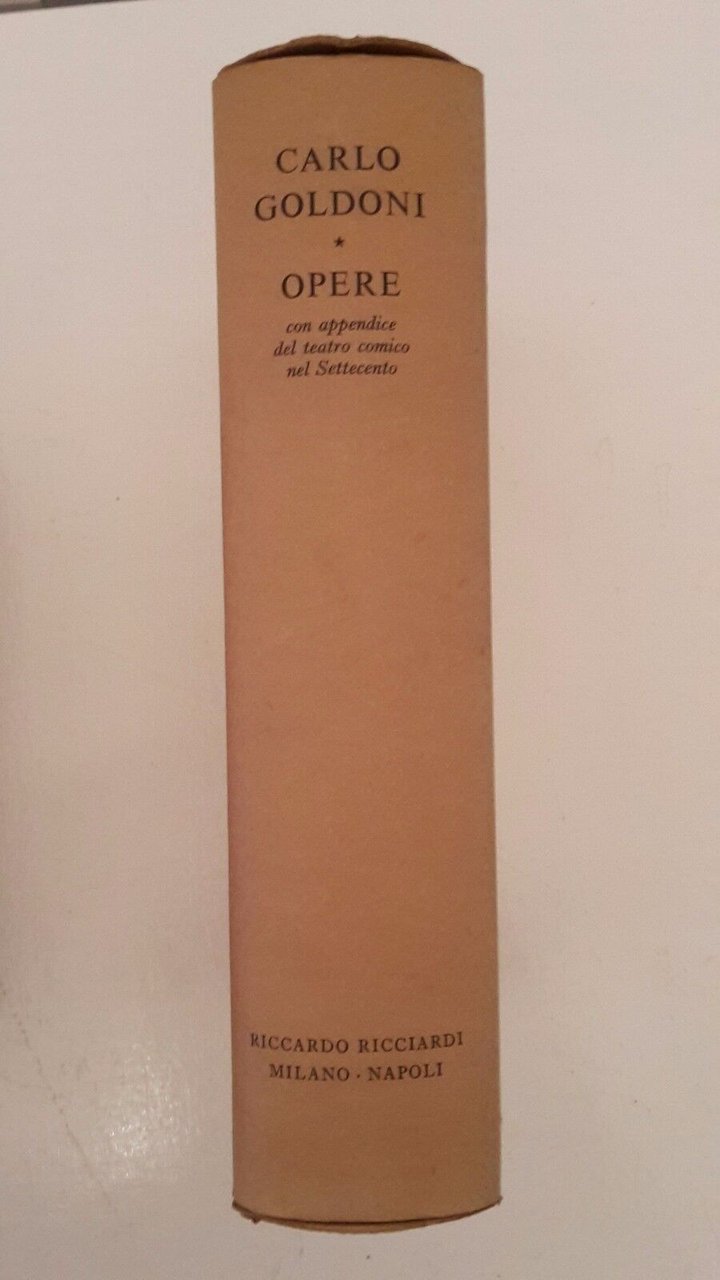 CARLO
GOLDONI
★
OPERE
con appendice
del teatro comico
nel Settecento
RICCARDO RICCIARDI
MILANO · NAPOLI